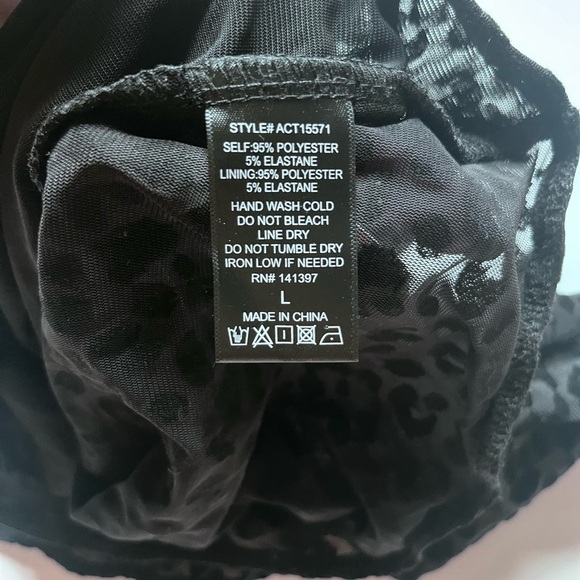 STYLE# ACT15571
SELF:95% POLYESTER
5% ELASTANE
LINING:95% POLYESTER
5% ELASTANE
HAND WASH COLD
DO NOT BLEACH
LINE DRY
DO NOT TUMBLE DRY
IRON LOW IF NEEDED
RN# 141397
L
MADE IN CHINA